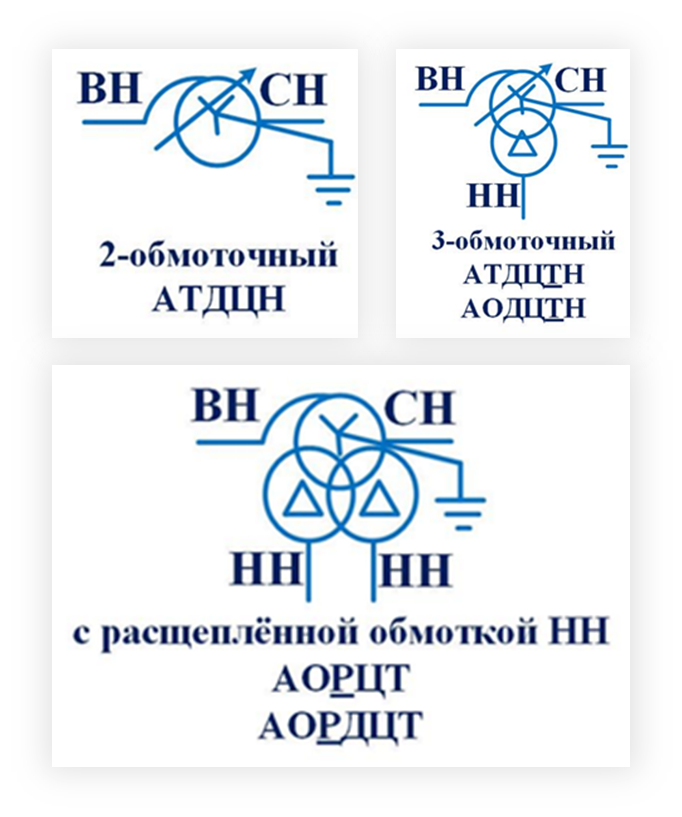 ВН СН
2-обмоточный
АТДЦН
ВН СН
НН
3-обмоточный
АТДЦТН
АОДЦТН
ВН СН
НН НН
с расщеплённой обмоткой НН
АОРЦТ
АОРДЦТ